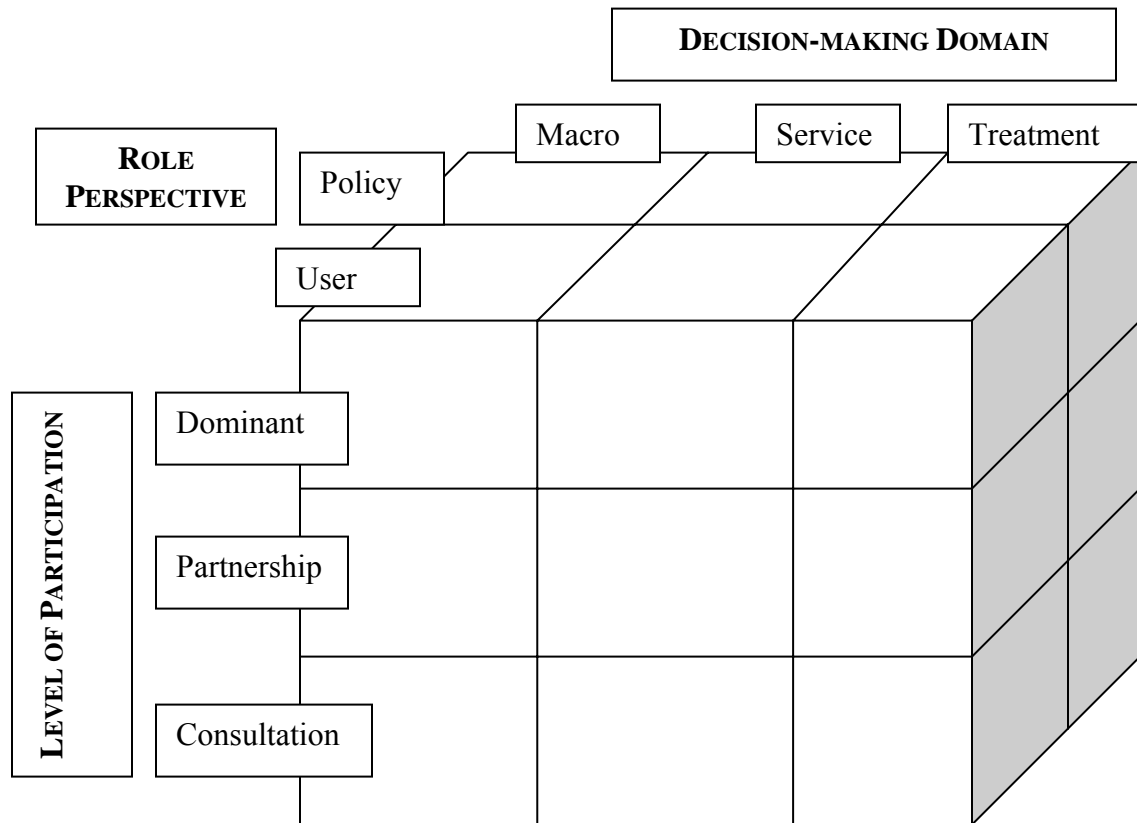 DECISION-MAKING DOMAIN
Macro
Service
Treatment
ROLE
PERSPECTIVE
Policy
User
LEVEL OF PARTICIPATION
Dominant
Partnership
Consultation